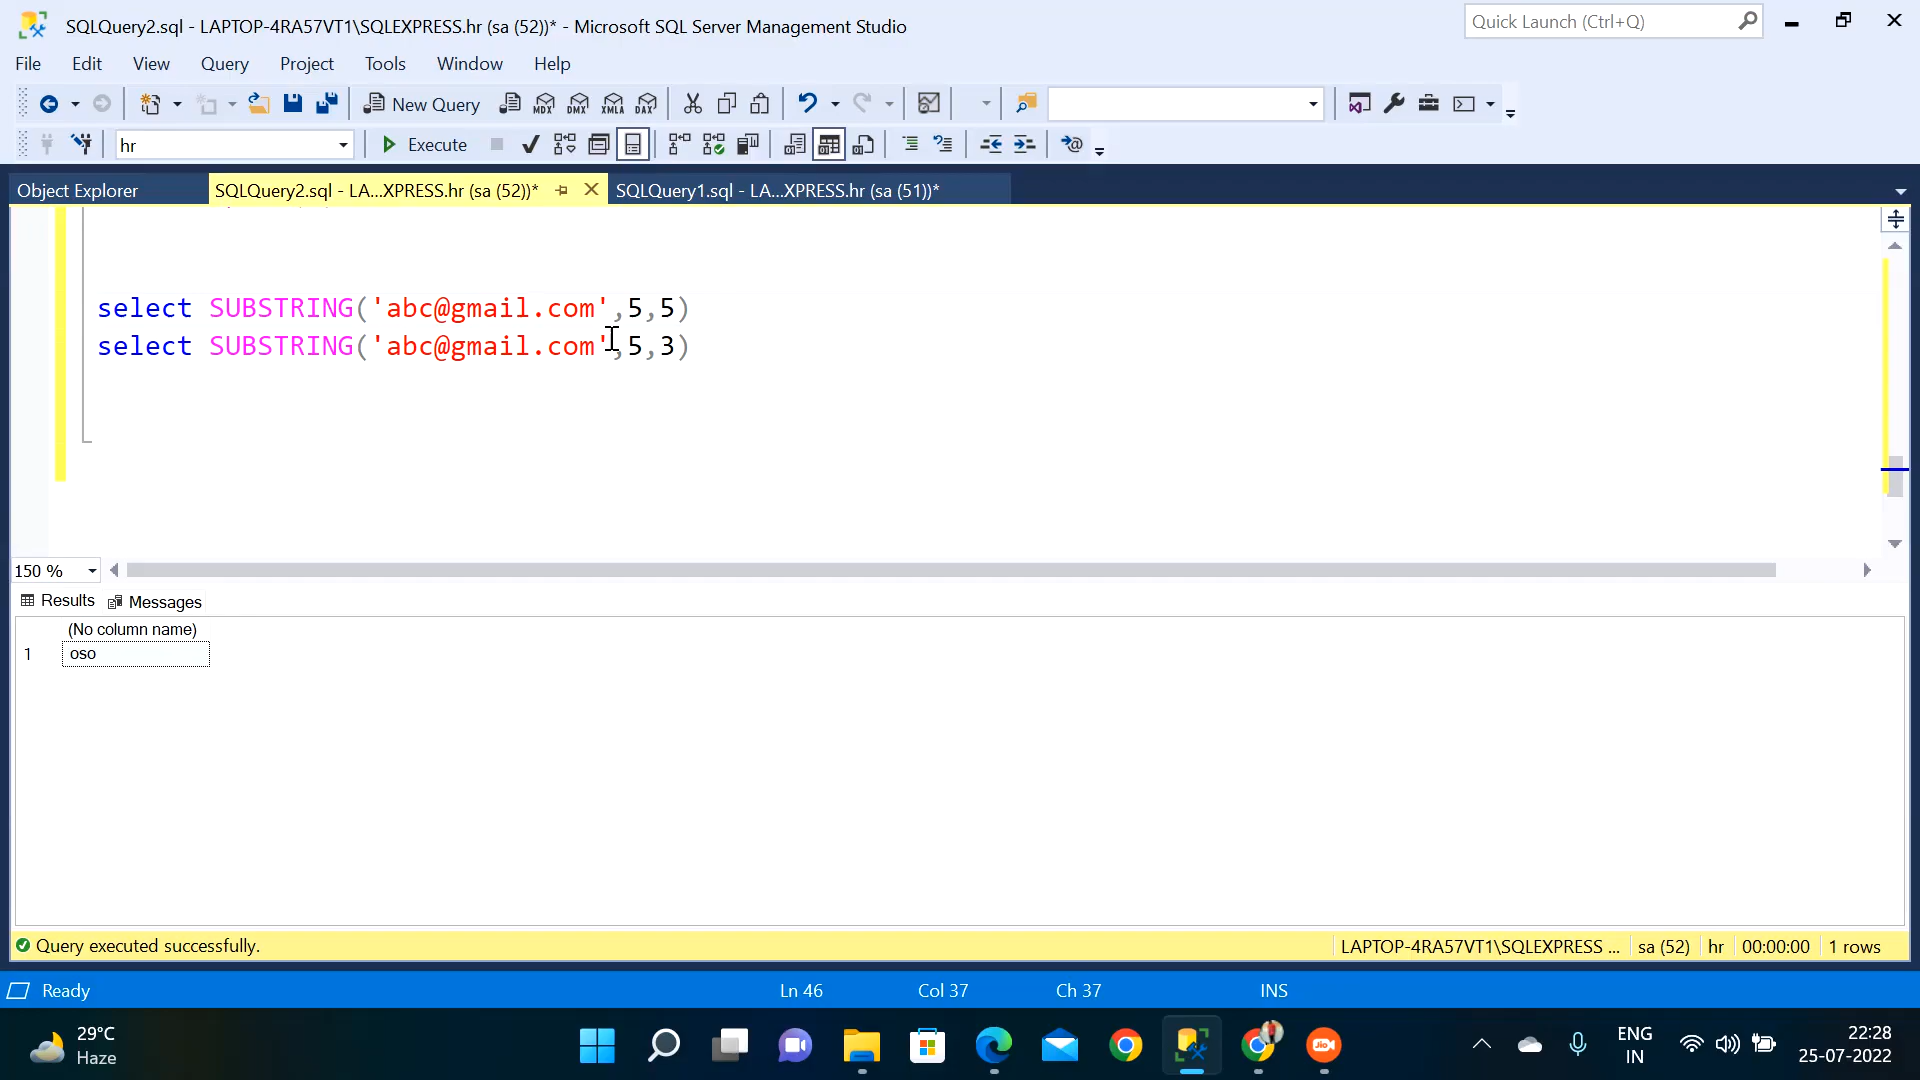 SQLQuery2.sql - LAPTOP-4RA57VT1\SQLEXPRESS.hr (sa (52))* - Microsoft SQL Server Management Studio
Quick Launch (Ctrl+Q)
File Edit View Query Project Tools Window Help
New Query MDX DMX XMLA DAX
hr Execute
Object Explorer SQLQuery2.sql - LA...XPRESS.hr (sa (52))* SQLQuery1.sql - LA...XPRESS.hr (sa (51))*
select SUBSTRING('abc@gmail.com',5,5)
select SUBSTRING('abc@gmail.com',5,3)
150 %
Results Messages
(No column name)
1 oso
Query executed successfully. LAPTOP-4RA57VT1\SQLEXPRESS ... sa (52) hr 00:00:00 1 rows
Ready Ln 46 Col 37 Ch 37 INS
29°C
Haze
Jio
ENG
IN
22:28
25-07-2022